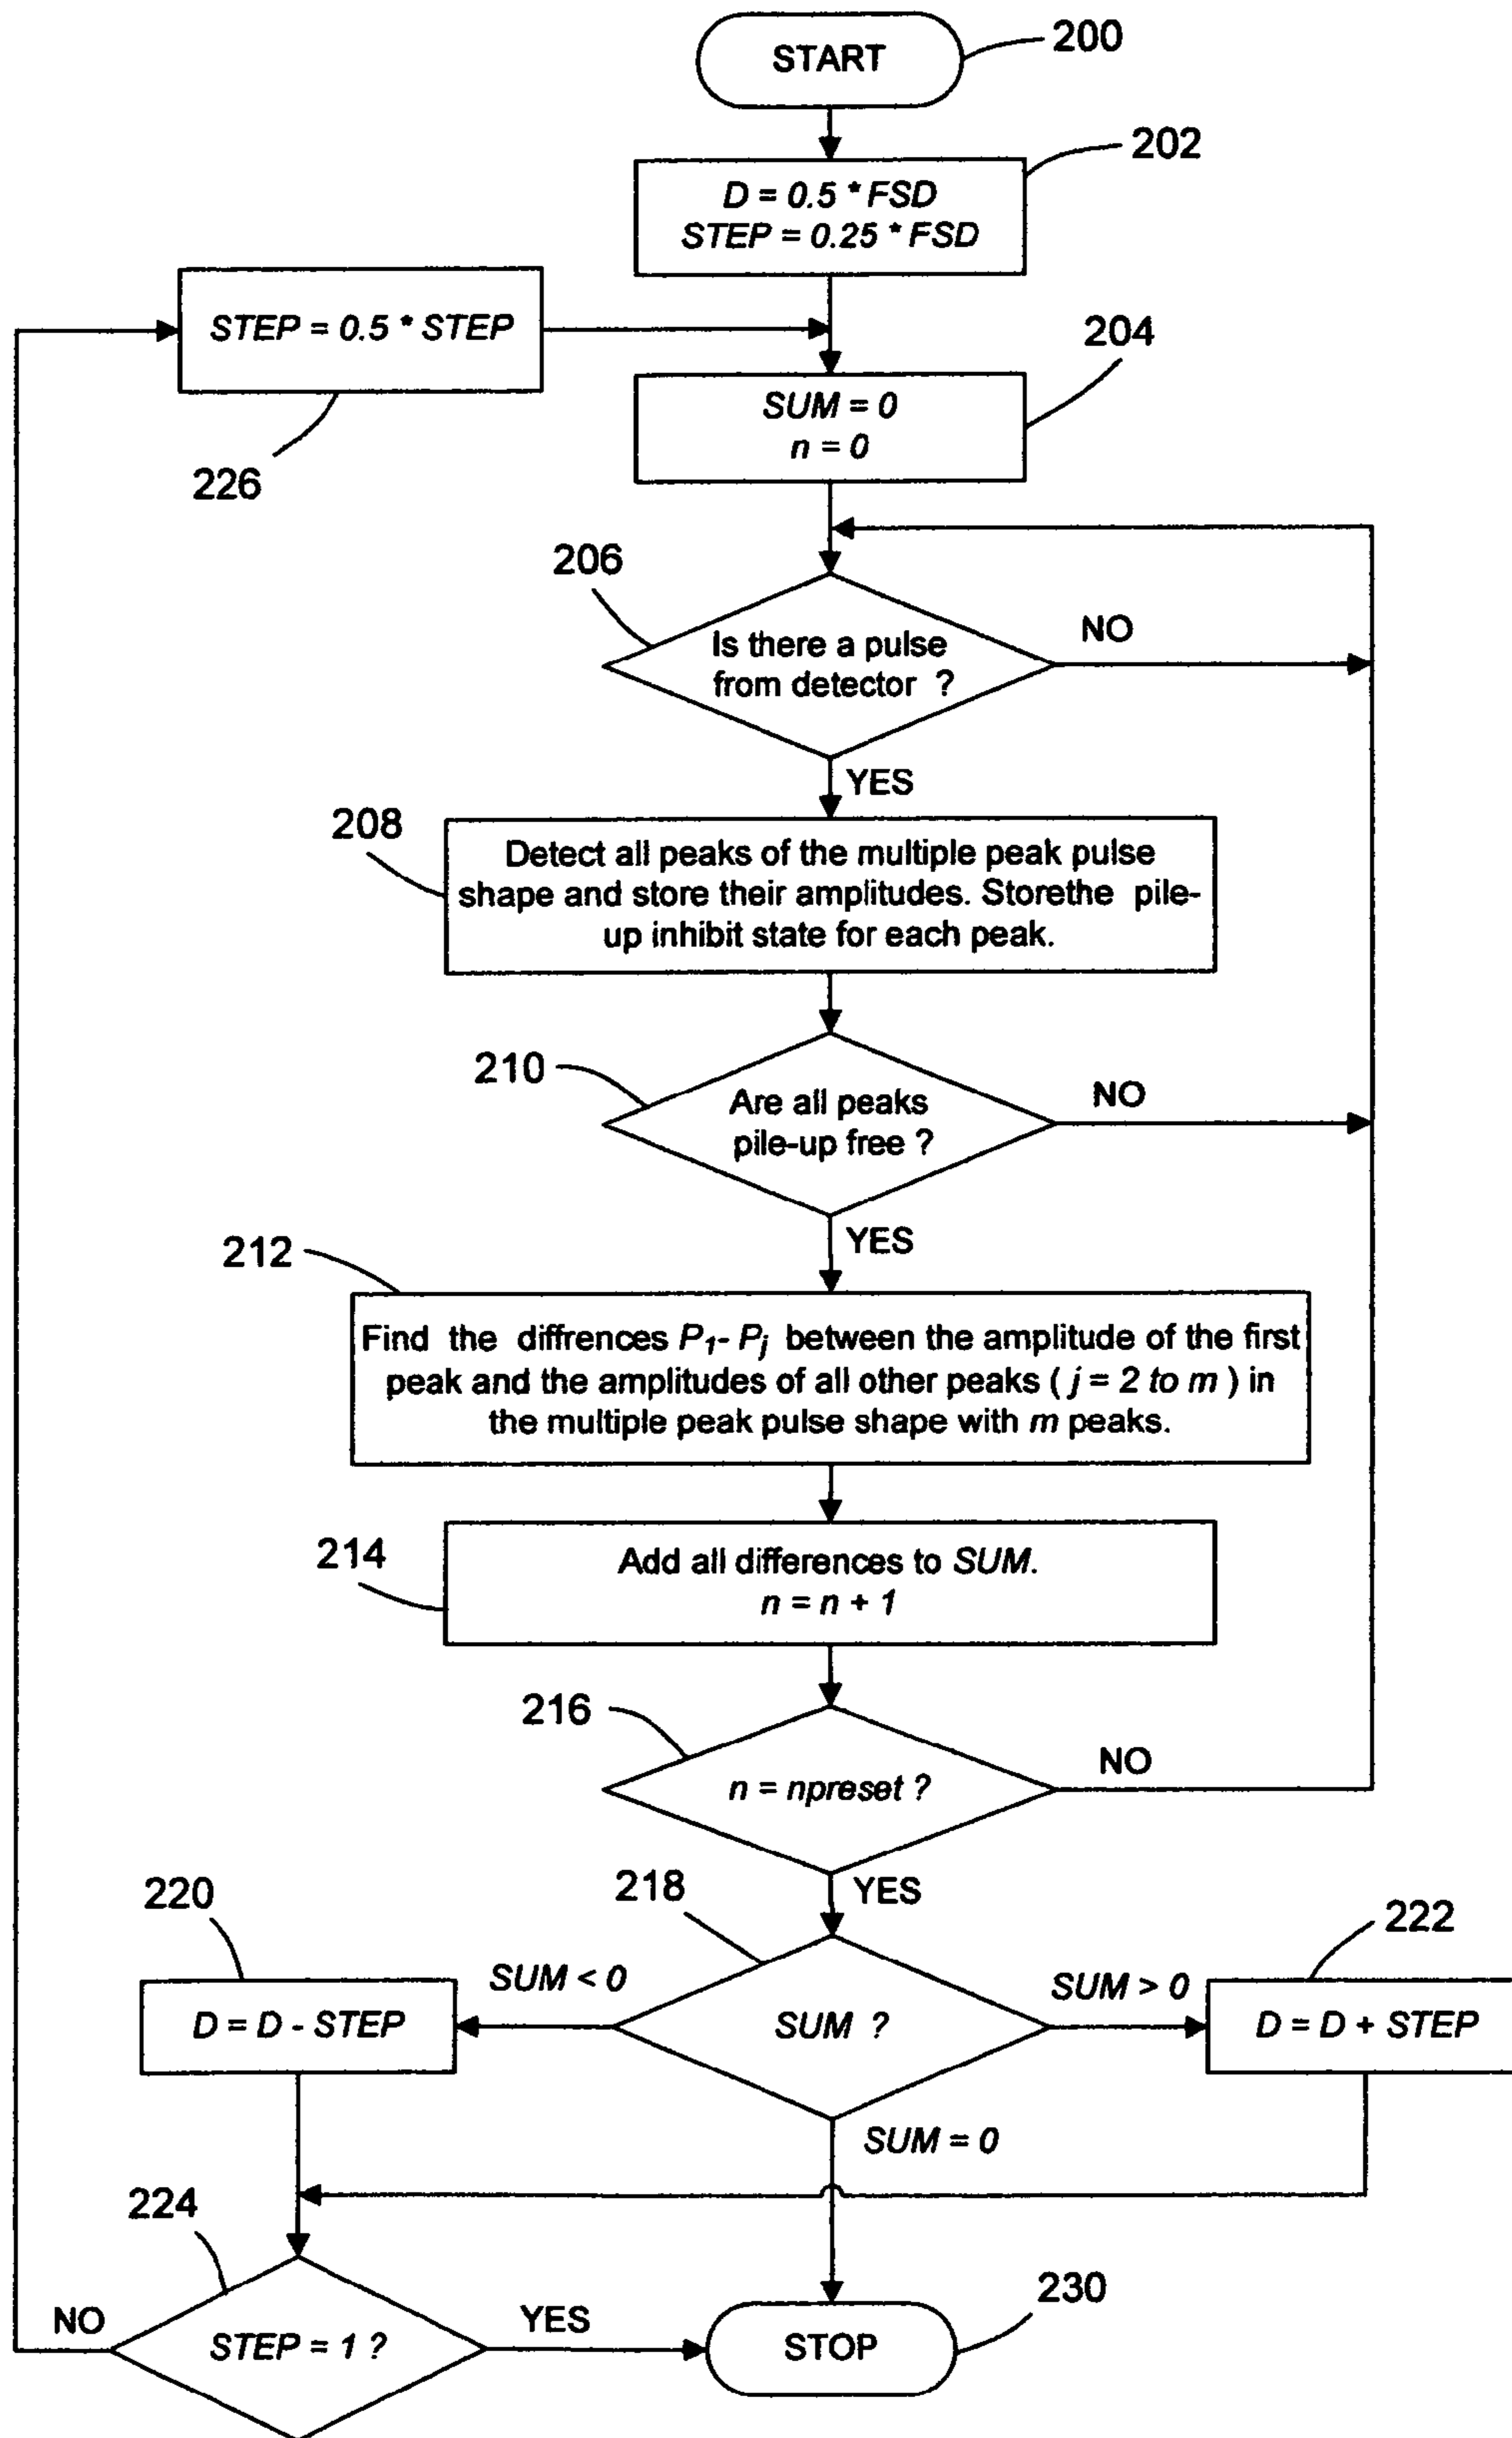 START
200
202
D = 0.5 * FSD
STEP = 0.25 * FSD
STEP = 0.5 * STEP
226
204
SUM = 0
n = 0
206
Is there a pulse
from detector ?
NO
YES
208
Detect all peaks of the multiple peak pulse
shape and store their amplitudes. Storethe pile-
up inhibit state for each peak.
210
Are all peaks
pile-up free ?
NO
YES
212
Find the diffrences P1- Pj between the amplitude of the first
peak and the amplitudes of all other peaks ( j = 2 to m ) in
the multiple peak pulse shape with m peaks.
214
Add all differences to SUM.
n = n + 1
216
n = npreset ?
NO
YES
218
220
222
SUM < 0
SUM > 0
D = D - STEP
SUM ?
D = D + STEP
SUM = 0
224
230
NO
STEP = 1 ?
YES
STOP